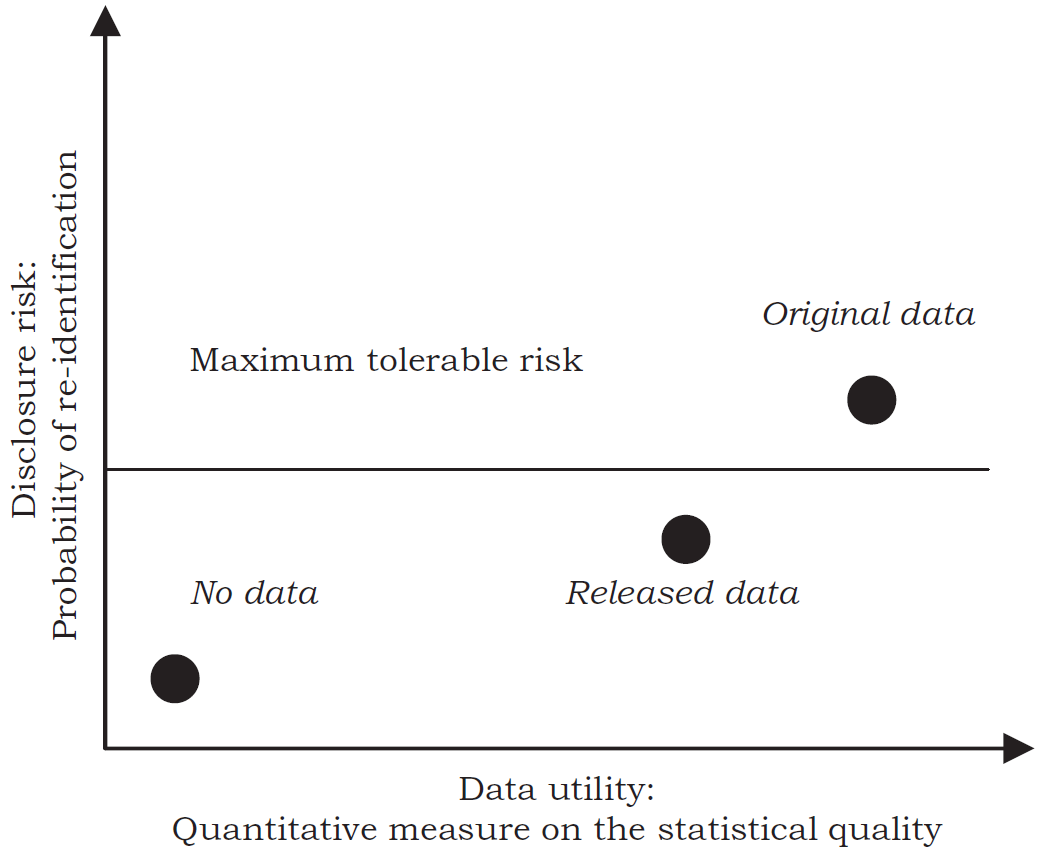 Disclosure risk:
Probability of re-identification
Original data
Maximum tolerable risk
No data
Released data
Data utility:
Quantitative measure on the statistical quality